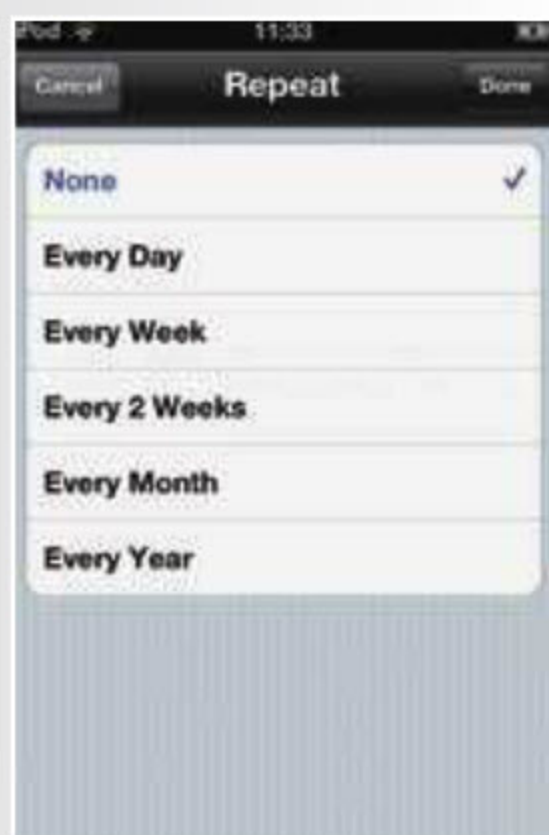 iPod 11:33
Cancel Repeat Done
None
Every Day
Every Week
Every 2 Weeks
Every Month
Every Year